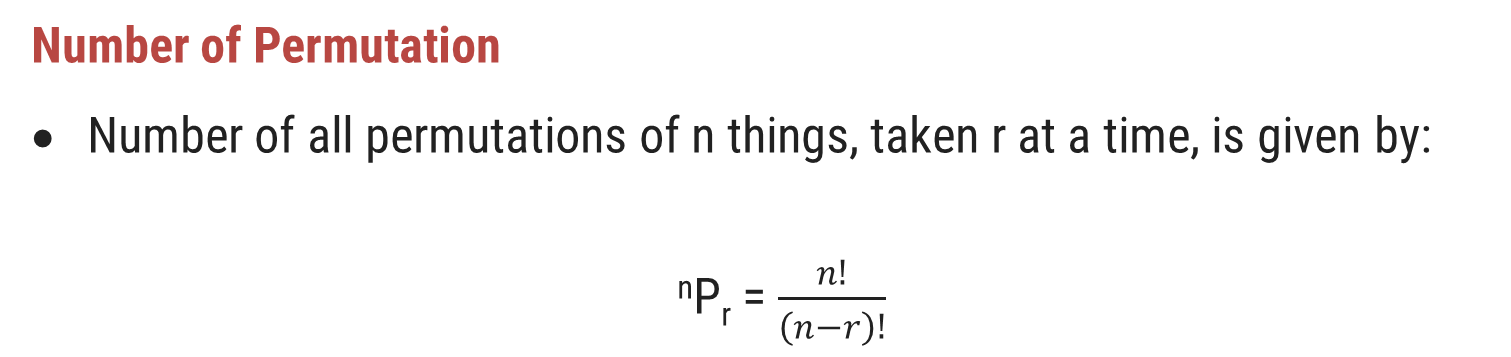 Number of Permutation
• Number of all permutations of n things, taken r at a time, is given by:
ⁿPᵣ = n!/(n−r)!